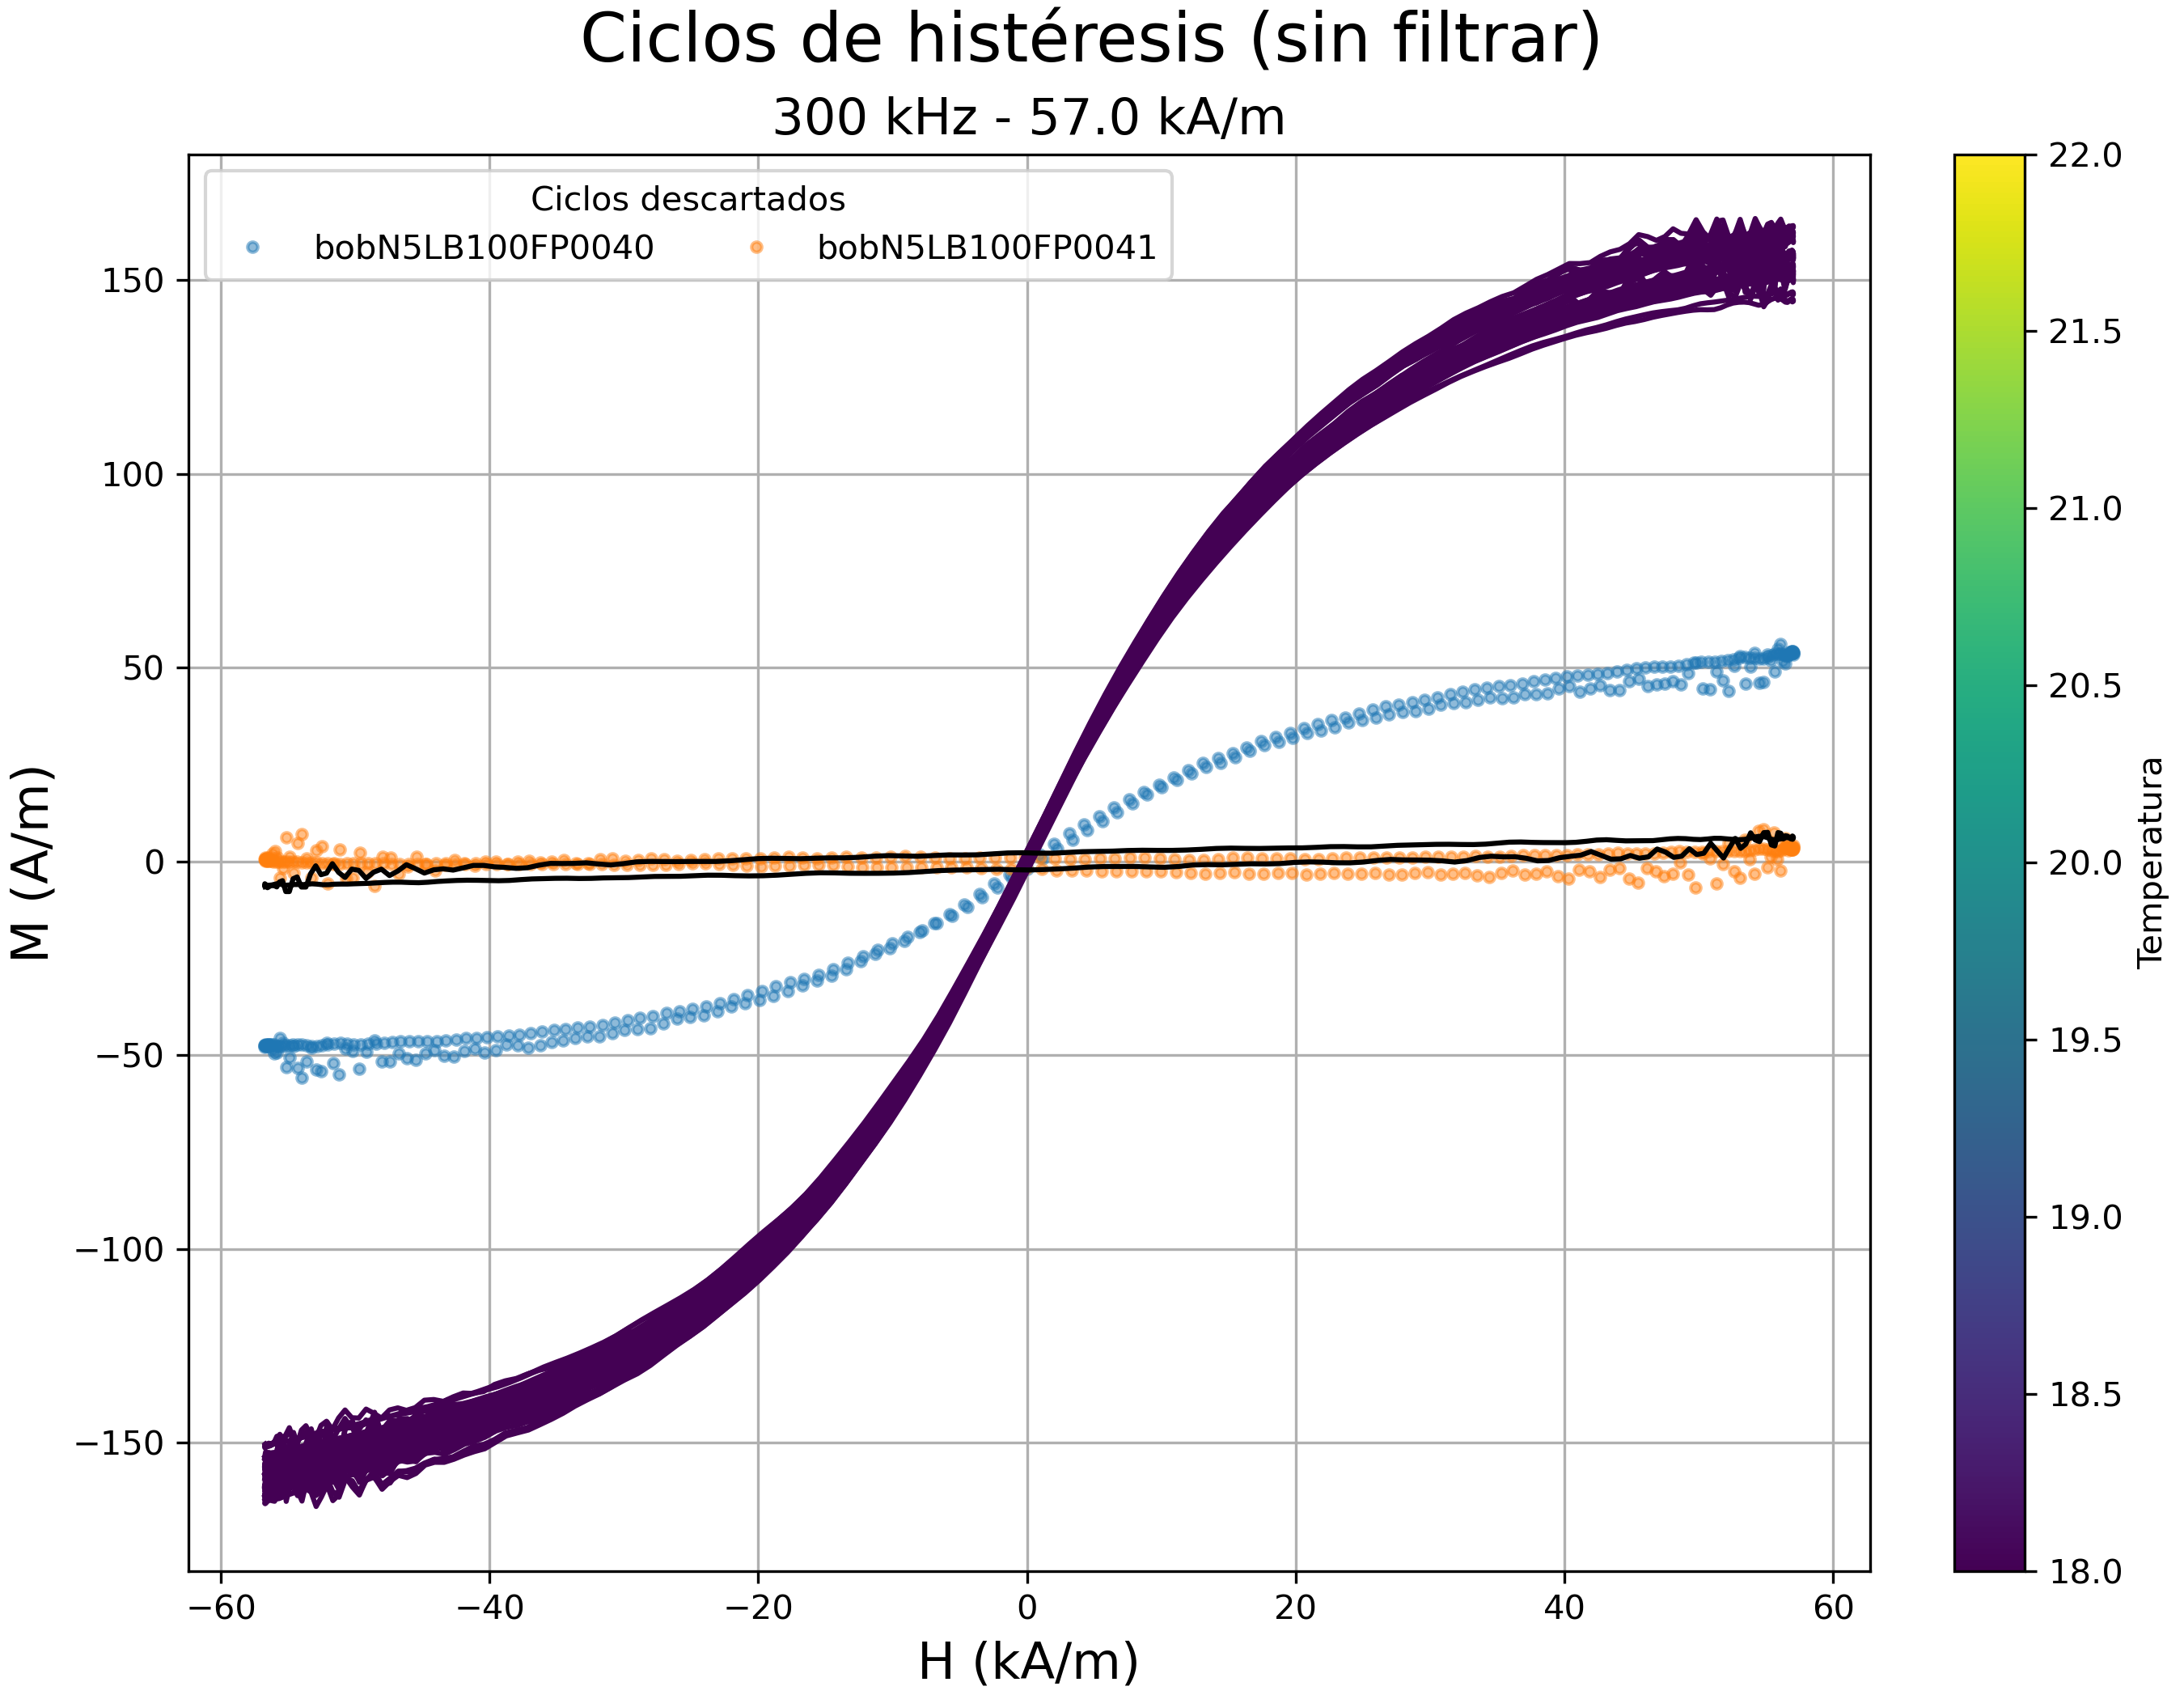 Ciclos de histéresis (sin filtrar)
300 kHz - 57.0 kA/m
Ciclos descartados
bobN5LB100FP0040 bobN5LB100FP0041
150
100
50
0
−50
−100
−150
M (A/m)
−60 −40 −20 0 20 40 60
H (kA/m)
22.0
21.5
21.0
20.5
20.0
19.5
19.0
18.5
18.0
Temperatura